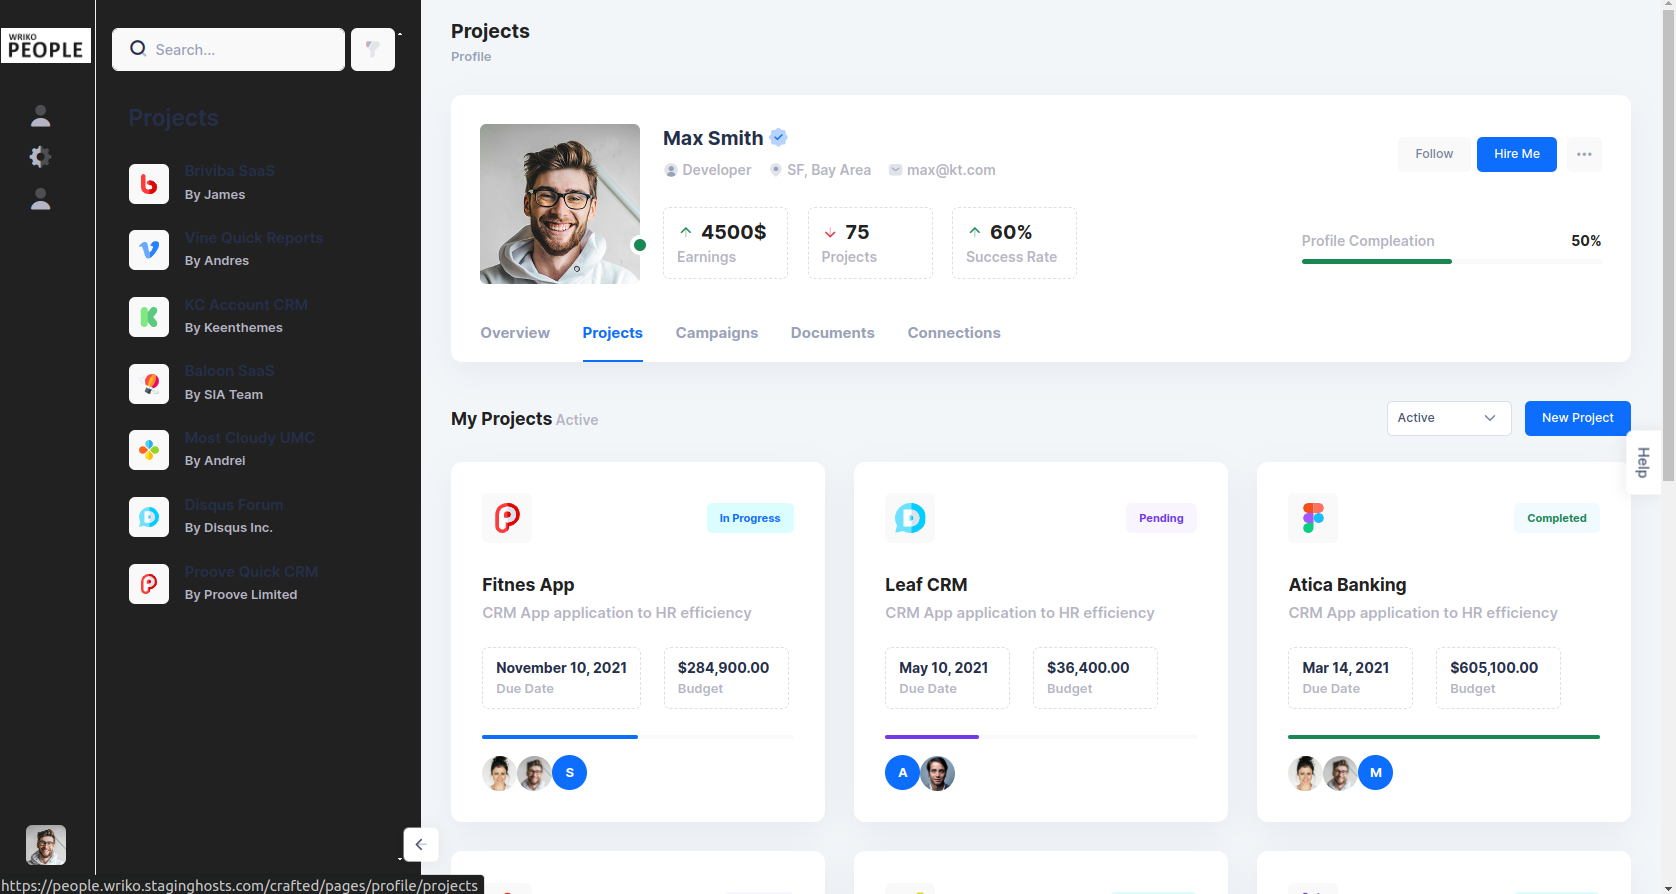 WRIKO
PEOPLE
Search...
Projects
Briviba SaaS
By James
Vine Quick Reports
By Andres
KC Account CRM
By Keenthemes
Baloon SaaS
By SIA Team
Most Cloudy UMC
By Andrei
Disqus Forum
By Disqus Inc.
Proove Quick CRM
By Proove Limited
https://people.wriko.staginghosts.com/crafted/pages/profile/projects
Projects
Profile
Max Smith
Developer SF, Bay Area max@kt.com
Follow Hire Me
4500$
Earnings
75
Projects
60%
Success Rate
Profile Compleation 50%
Overview Projects Campaigns Documents Connections
My Projects Active
Active
New Project
Help
In Progress
Fitnes App
CRM App application to HR efficiency
November 10, 2021
Due Date
$284,900.00
Budget
S
Pending
Leaf CRM
CRM App application to HR efficiency
May 10, 2021
Due Date
$36,400.00
Budget
A
Completed
Atica Banking
CRM App application to HR efficiency
Mar 14, 2021
Due Date
$605,100.00
Budget
M